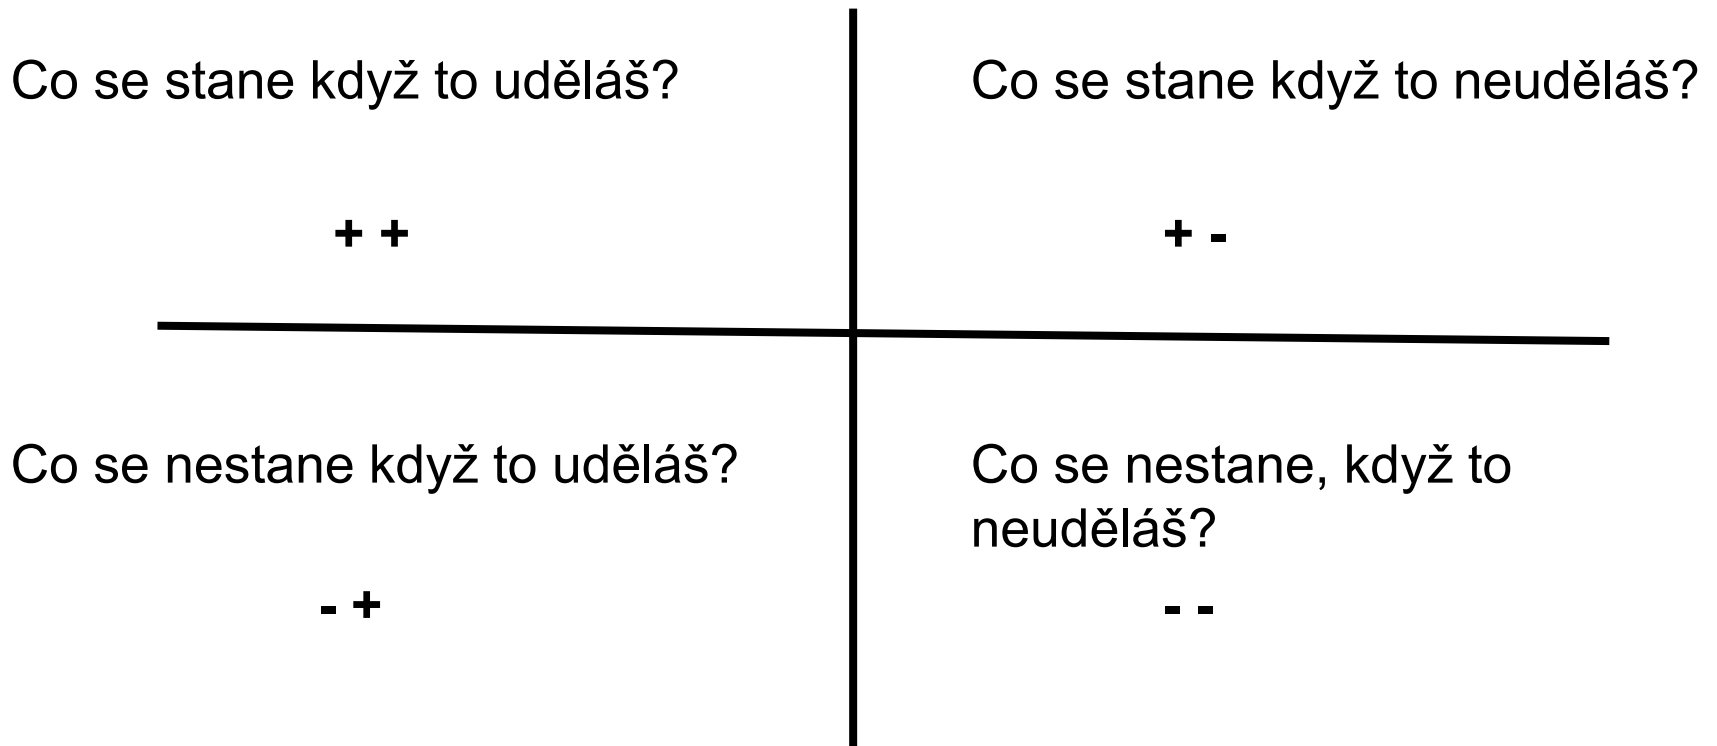 Co se stane když to uděláš?
Co se stane když to neuděláš?
+ +
+ -
Co se nestane když to uděláš?
Co se nestane, když to
neuděláš?
- +
- -